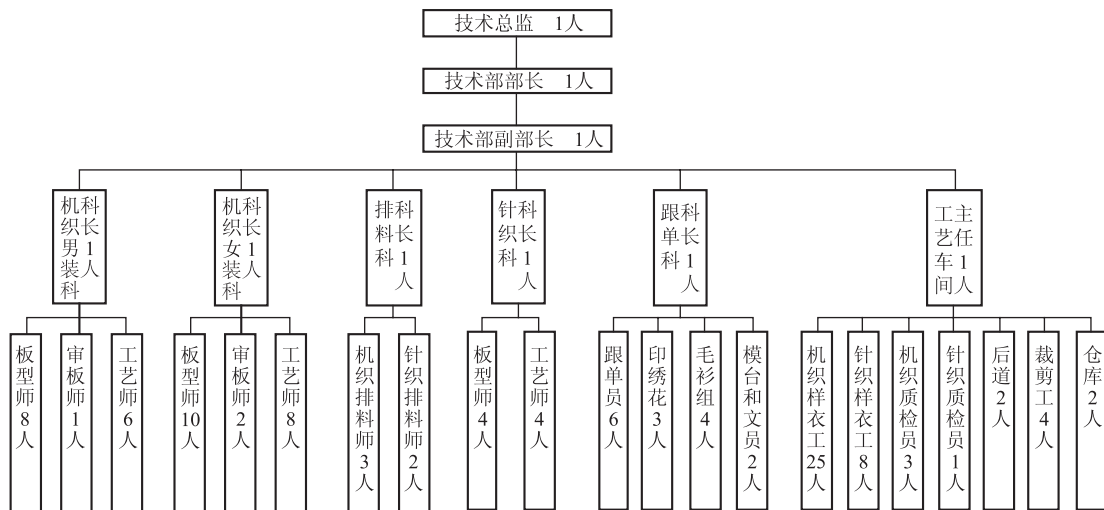 技术总监 1人
技术部部长 1人
技术部副部长 1人
机织男装科
科长1人
机织女装科
科长1人
排料科
科长1人
针织科
科长1人
跟单科
科长1人
工艺车间
主任1人
板型师8人
审板师1人
工艺师6人
板型师10人
审板师2人
工艺师8人
机织排料师3人
针织排料师2人
板型师4人
工艺师4人
跟单员6人
印绣花3人
毛衫组4人
模台和文员2人
机织样衣工25人
针织样衣工8人
机织质检员3人
针织质检员1人
后道2人
裁剪工4人
仓库2人